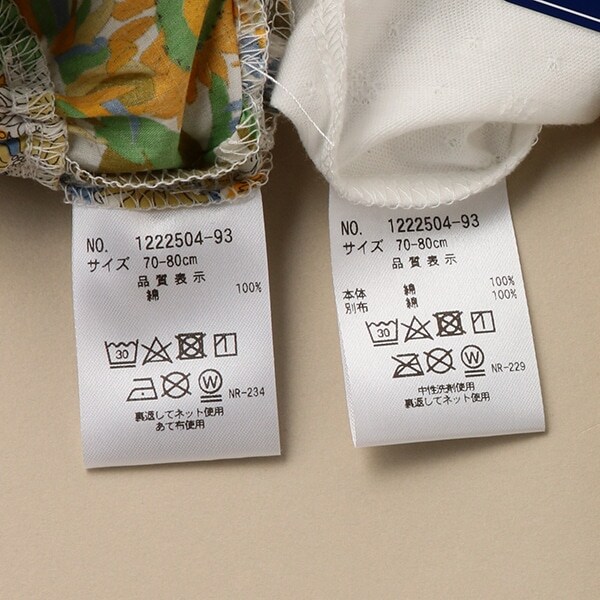 NO. 1222504-93
サイズ 70-80cm
品質表示
綿 100%
30
W NR-234
裏返してネット使用
あて布使用
NO. 1222504-93
サイズ 70-80cm
品質表示
本体 綿 100%
別布 綿 100%
30
W NR-229
中性洗剤使用
裏返してネット使用